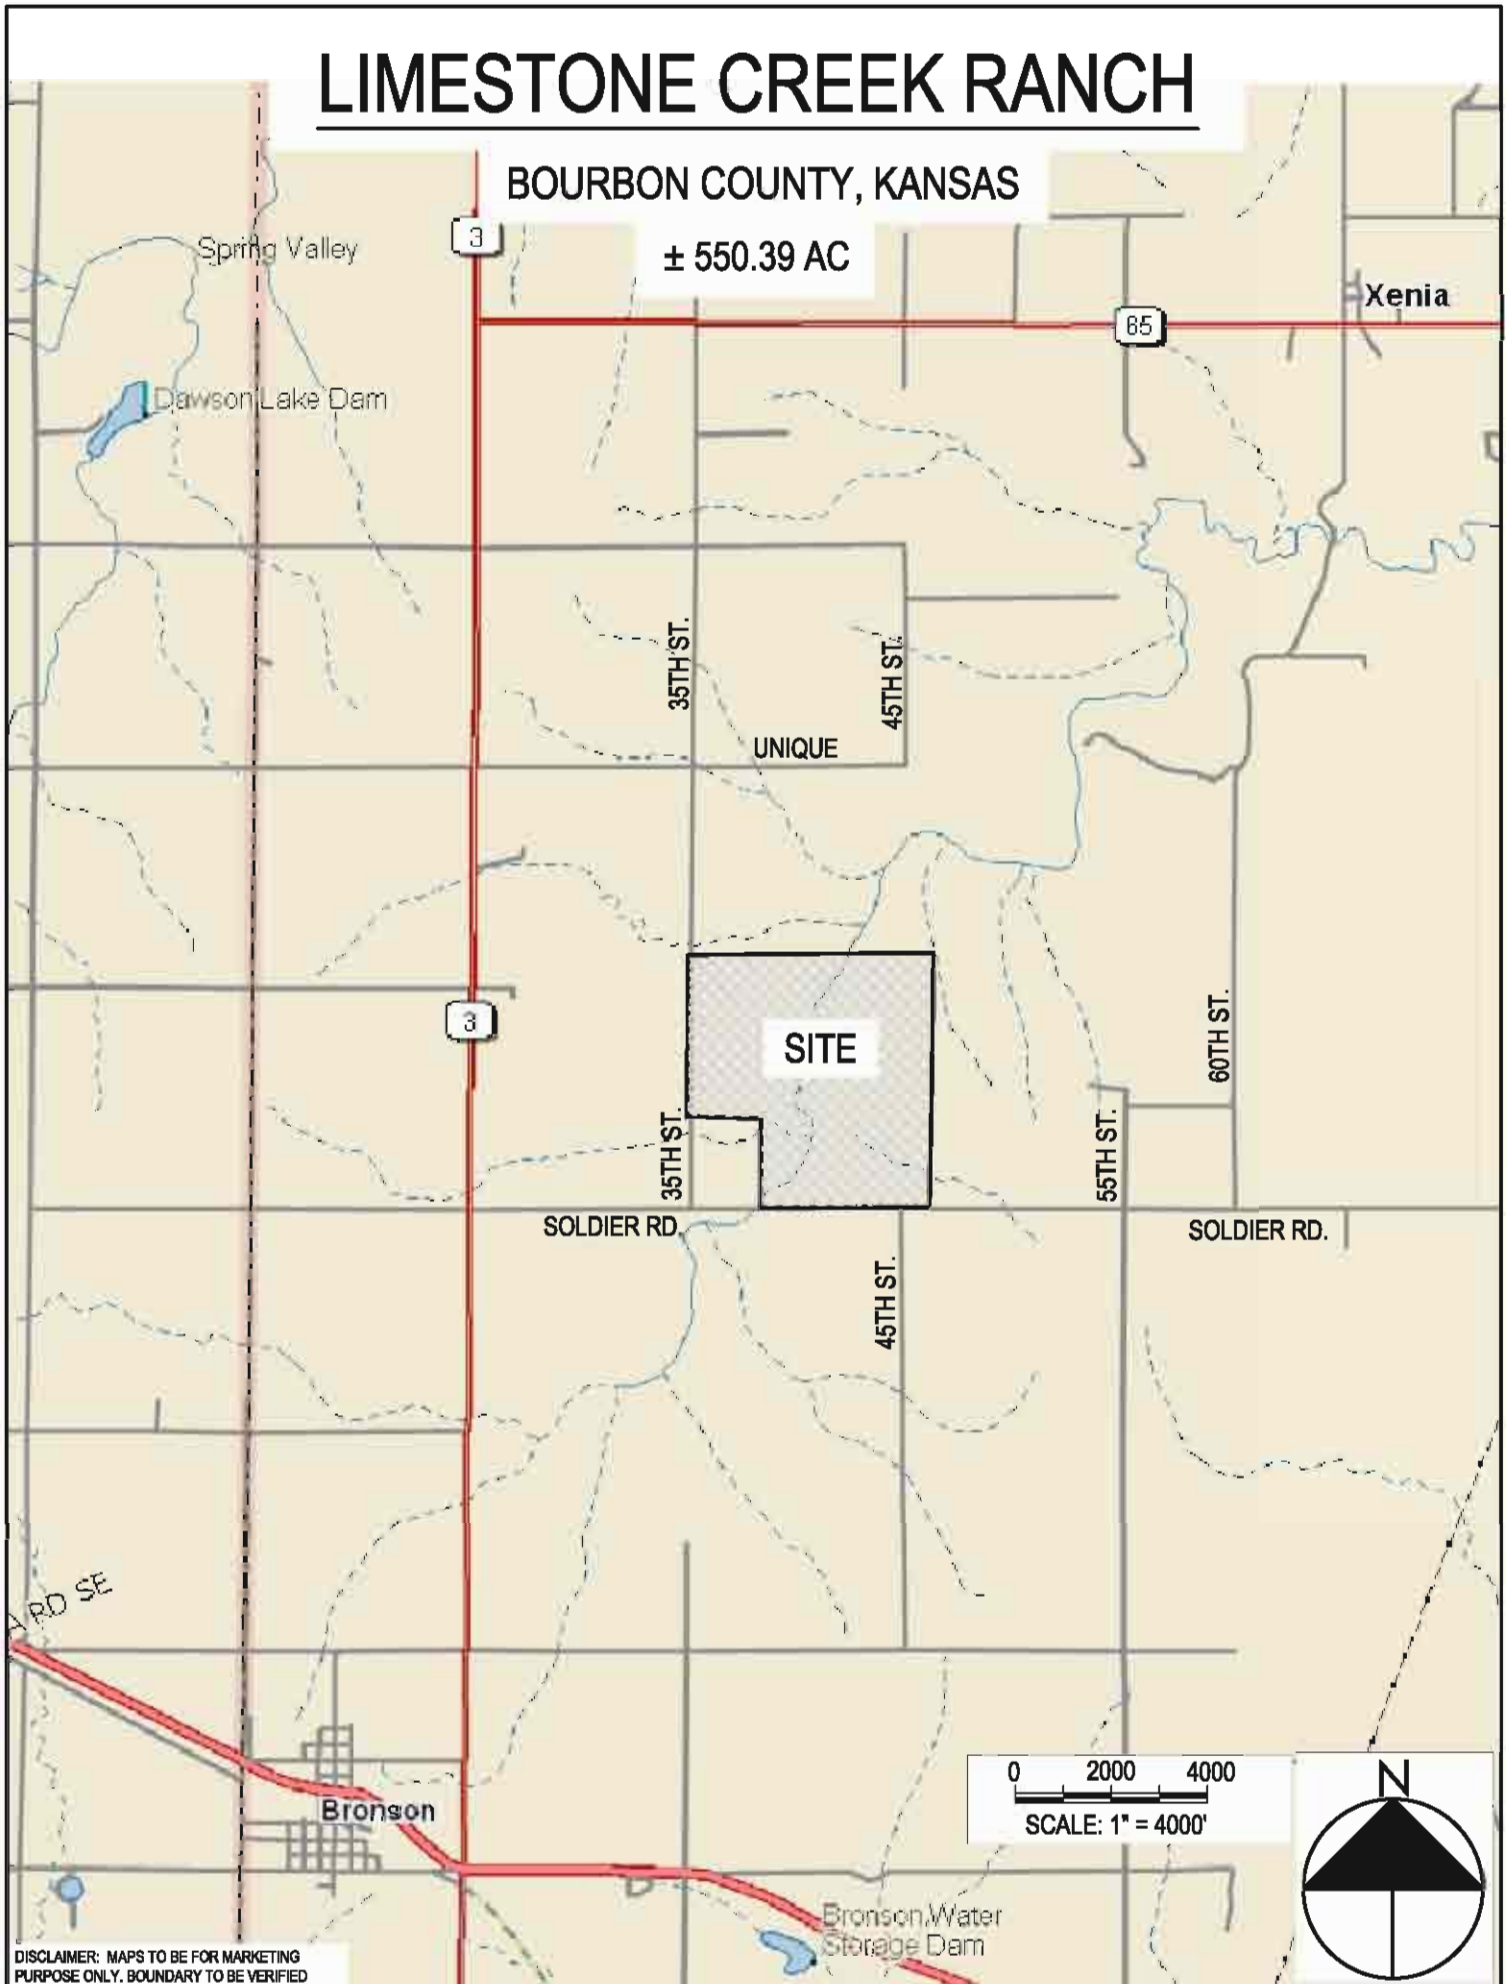 LIMESTONE CREEK RANCH
BOURBON COUNTY, KANSAS
± 550.39 AC
3
Spring Valley
Xenia
65
Dawson Lake Dam
35TH ST.
45TH ST.
UNIQUE
3
SITE
60TH ST.
35TH ST.
55TH ST.
SOLDIER RD.
SOLDIER RD.
45TH ST.
RD SE
Bronson
0 2000 4000
SCALE: 1" = 4000'
N
Bronson Water
Storage Dam
DISCLAIMER: MAPS TO BE FOR MARKETING
PURPOSE ONLY. BOUNDARY TO BE VERIFIED